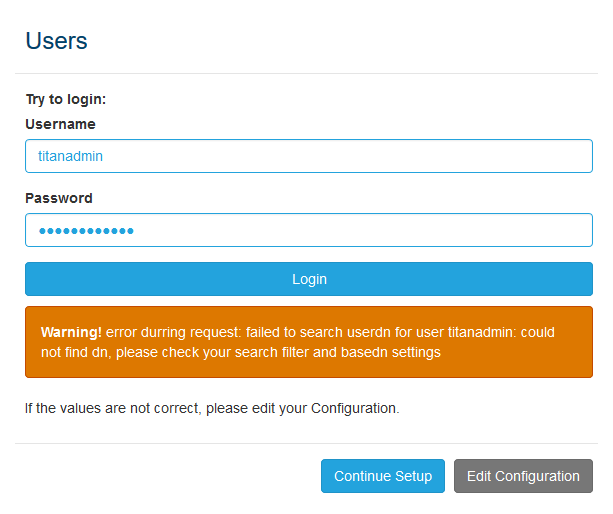 Users
Try to login:
Username
titanadmin
Password
●●●●●●●●●●●●
Login
Warning! error durring request: failed to search userdn for user titanadmin: could
not find dn, please check your search filter and basedn settings
If the values are not correct, please edit your Configuration.
Continue Setup Edit Configuration